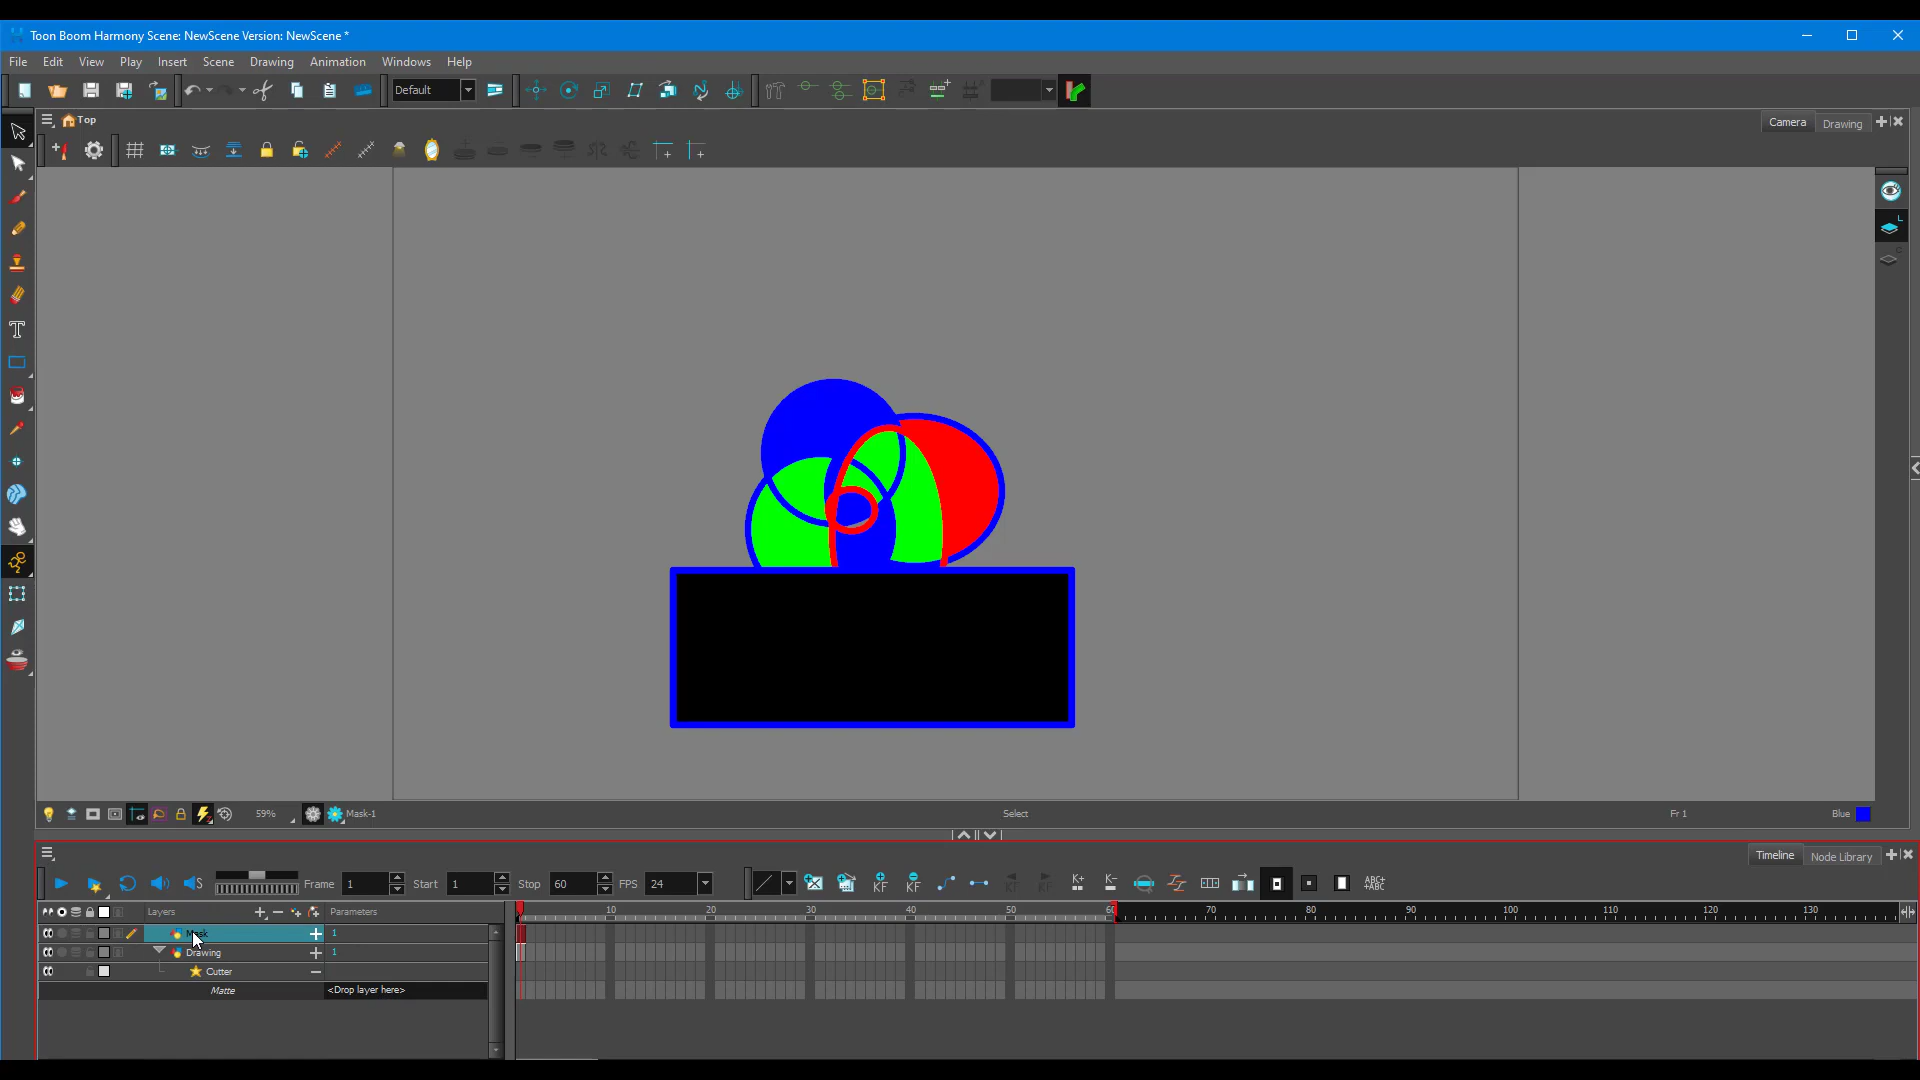 Toon Boom Harmony Scene: NewScene Version: NewScene *
File Edit View Play Insert Scene Drawing Animation Windows Help
Default
Top
Camera Drawing
59% Mask-1 Select Fr 1 Blue
Timeline Node Library
Frame 1 Start 1 Stop 60 FPS 24 ABC+
+ABC
Layers Parameters 10 20 30 40 50 60 70 80 90 100 110 120 130
Mask 1
Drawing 1
Cutter
Matte <Drop layer here>